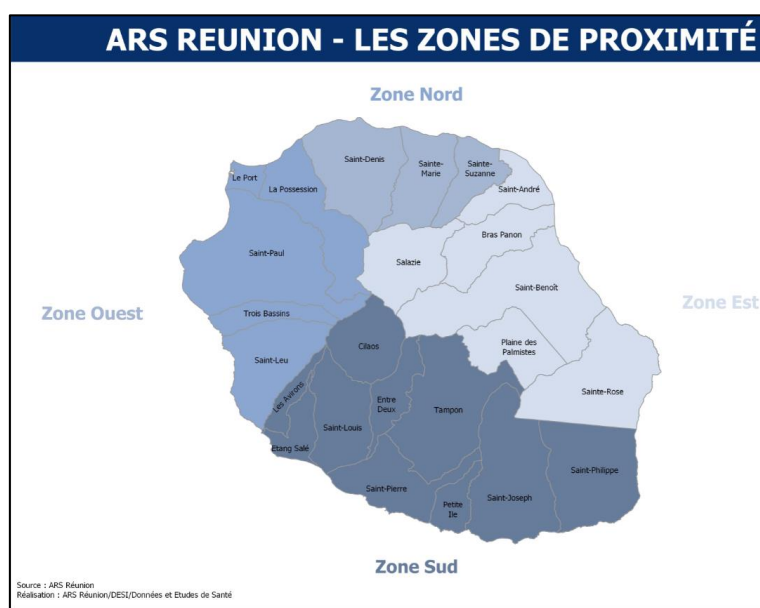 ARS REUNION - LES ZONES DE PROXIMITÉ
Zone Nord
Saint-Denis
Sainte-
Marie
Sainte-
Suzanne
Le Port
La Possession
Saint-André
Bras Panon
Saint-Paul
Salazie
Saint-Benoît
Zone Ouest
Zone Est
Trois Bassins
Plaine des
Palmistes
Cilaos
Saint-Leu
Sainte-Rose
Les Avirons
Entre
Deux
Tampon
Saint-Louis
Etang Salé
Saint-Philippe
Saint-Pierre
Saint-Joseph
Petite
Ile
Zone Sud
Source : ARS Réunion
Réalisation : ARS Réunion/DESI/Données et Etudes de Santé